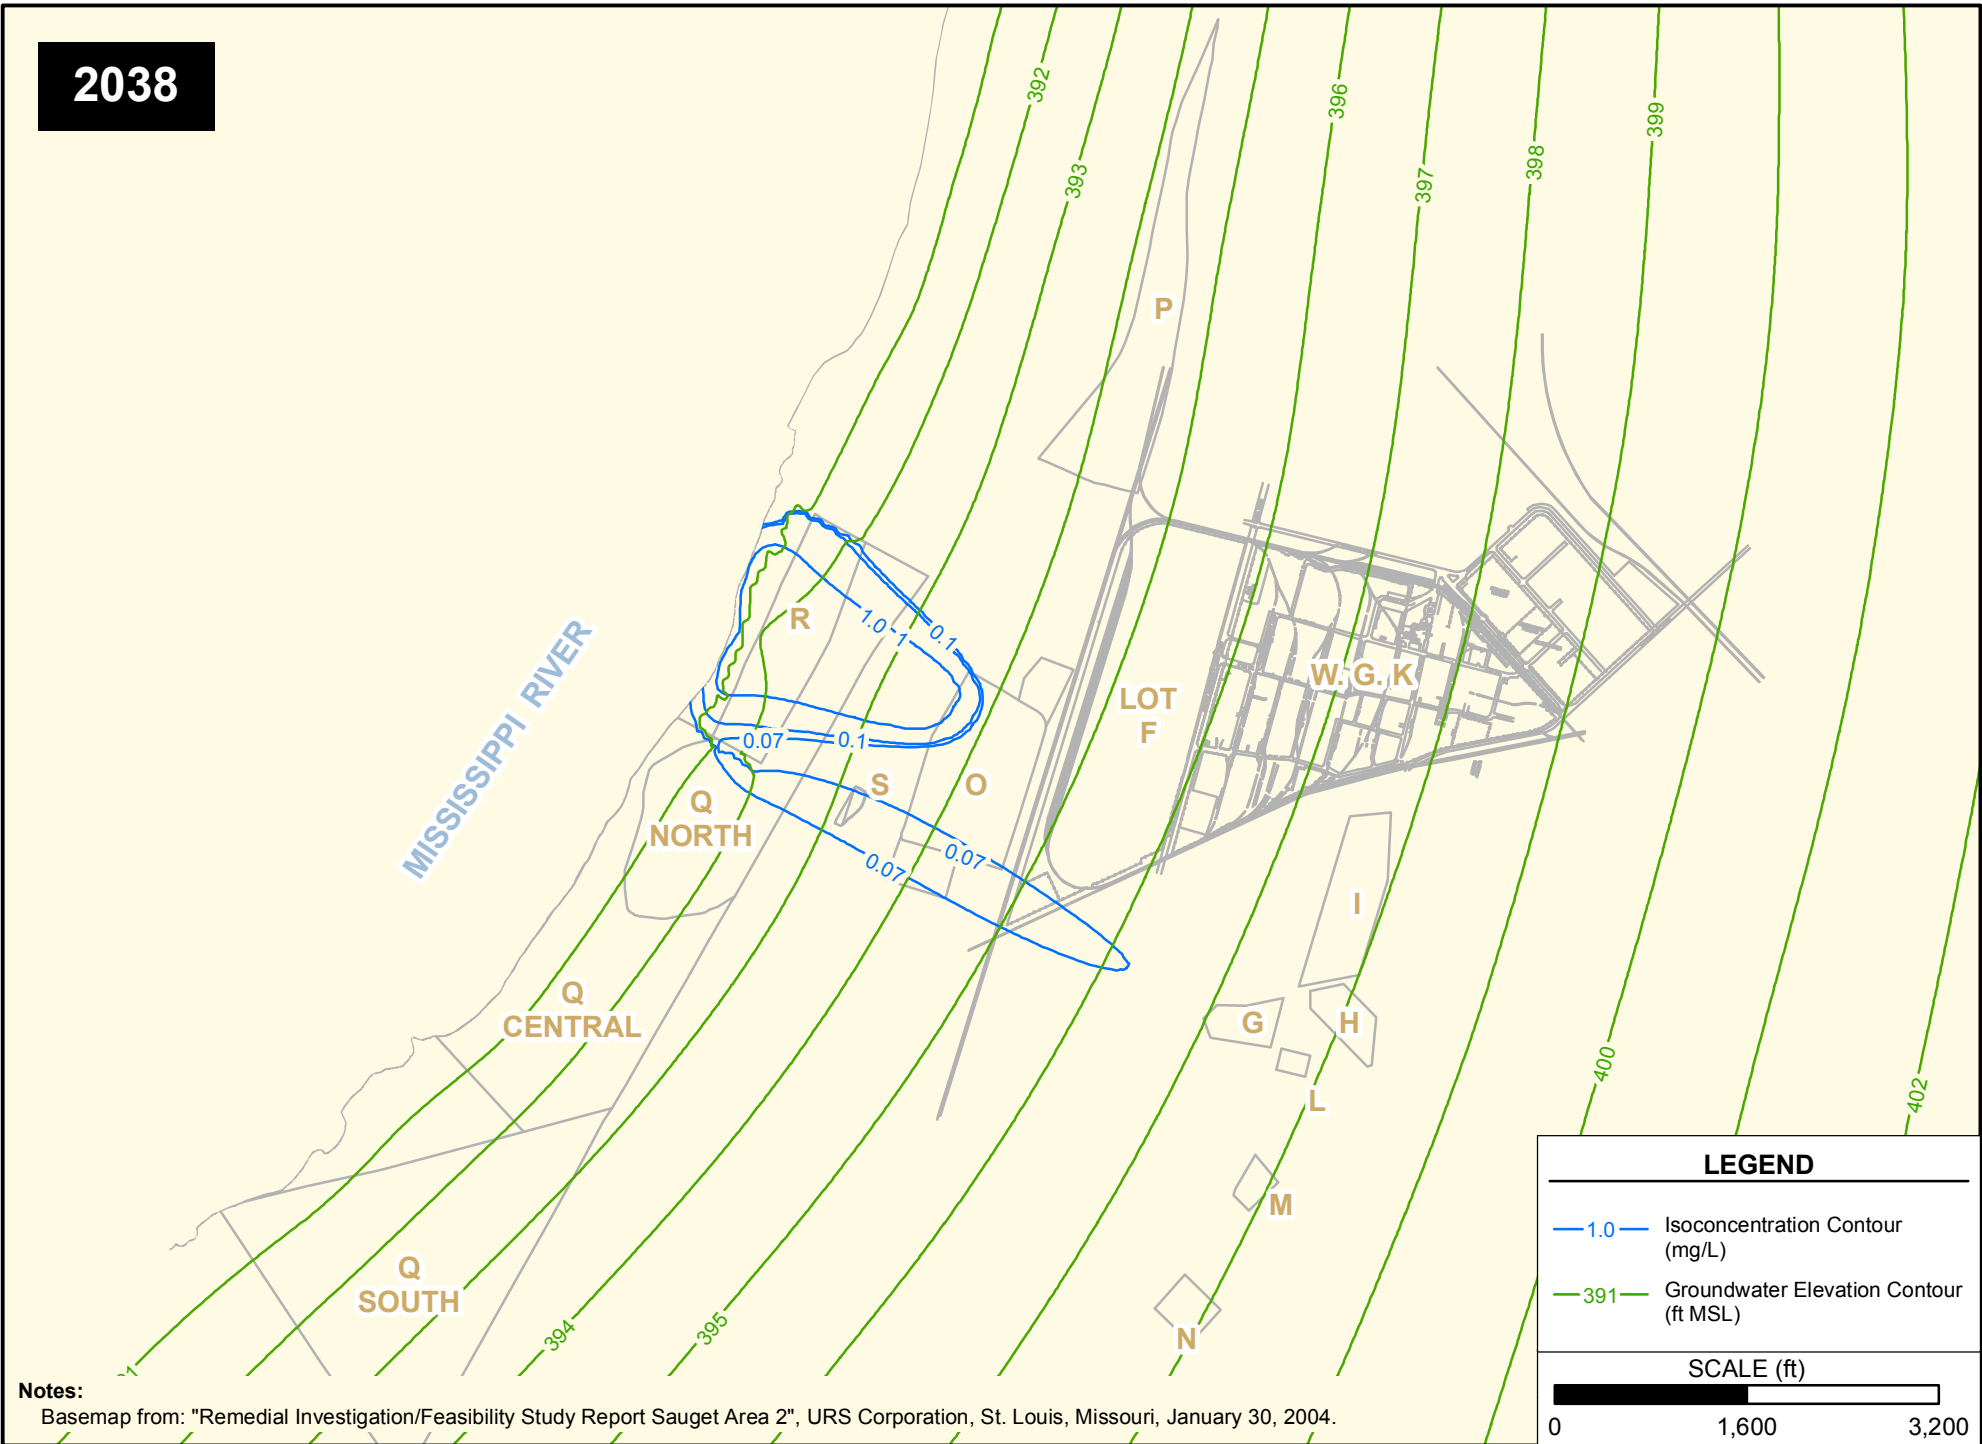 2038
392
393
396
397
398
399
P
R
1.0
1
0.1
W. G. K
LOT
F
MISSISSIPPI RIVER
0.07
0.1
S
O
Q
NORTH
0.07
0.07
I
Q
CENTRAL
G
H
L
400
402
M
Q
SOUTH
N
394
395
LEGEND
1.0 Isoconcentration Contour
(mg/L)
391 Groundwater Elevation Contour
(ft MSL)
SCALE (ft)
0 1,600 3,200
Notes:
Basemap from: "Remedial Investigation/Feasibility Study Report Sauget Area 2", URS Corporation, St. Louis, Missouri, January 30, 2004.